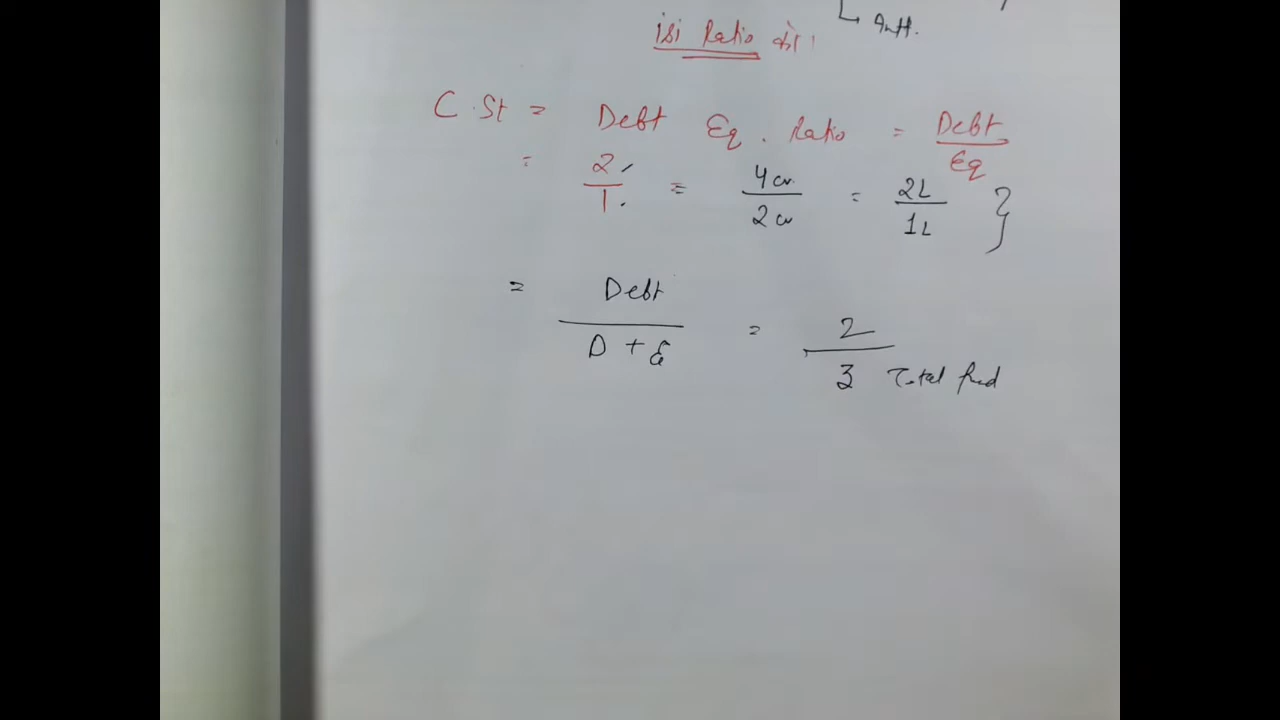 ↳ Amt.
isi Ratio को।
C.St = Debt Eq. Ratio = Debt/Eq
= 2/1 = 4cr/2cr = 2L/1L }
= Debt/D+E = 2/3 Total fund